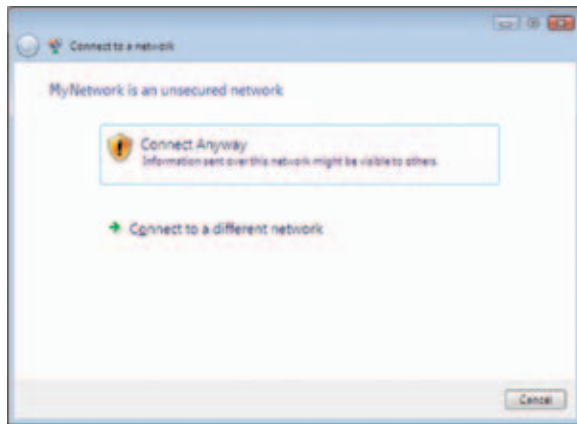 Connect to a network
MyNetwork is an unsecured network
Connect Anyway
Information sent over this network might be visible to others.
Connect to a different network
Cancel